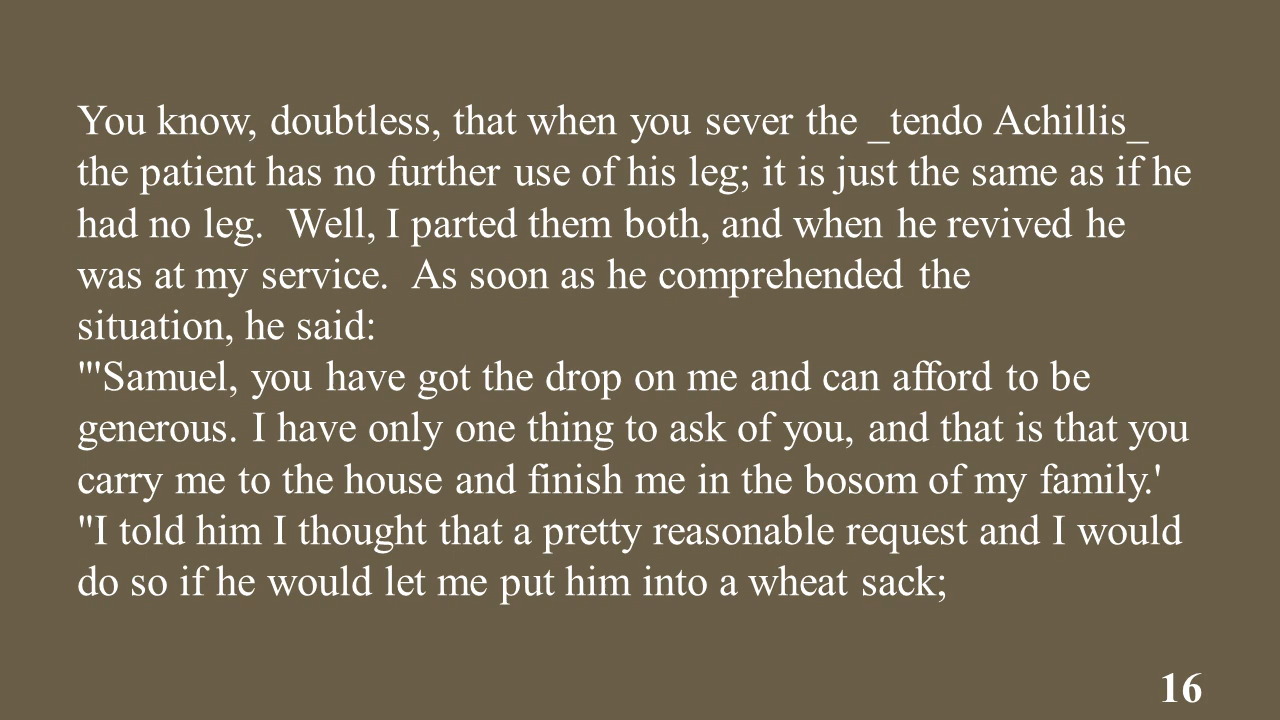 You know, doubtless, that when you sever the _tendo Achillis_
the patient has no further use of his leg; it is just the same as if he
had no leg.  Well, I parted them both, and when he revived he
was at my service.  As soon as he comprehended the
situation, he said:
"'Samuel, you have got the drop on me and can afford to be
generous. I have only one thing to ask of you, and that is that you
carry me to the house and finish me in the bosom of my family.'
"I told him I thought that a pretty reasonable request and I would
do so if he would let me put him into a wheat sack;
16